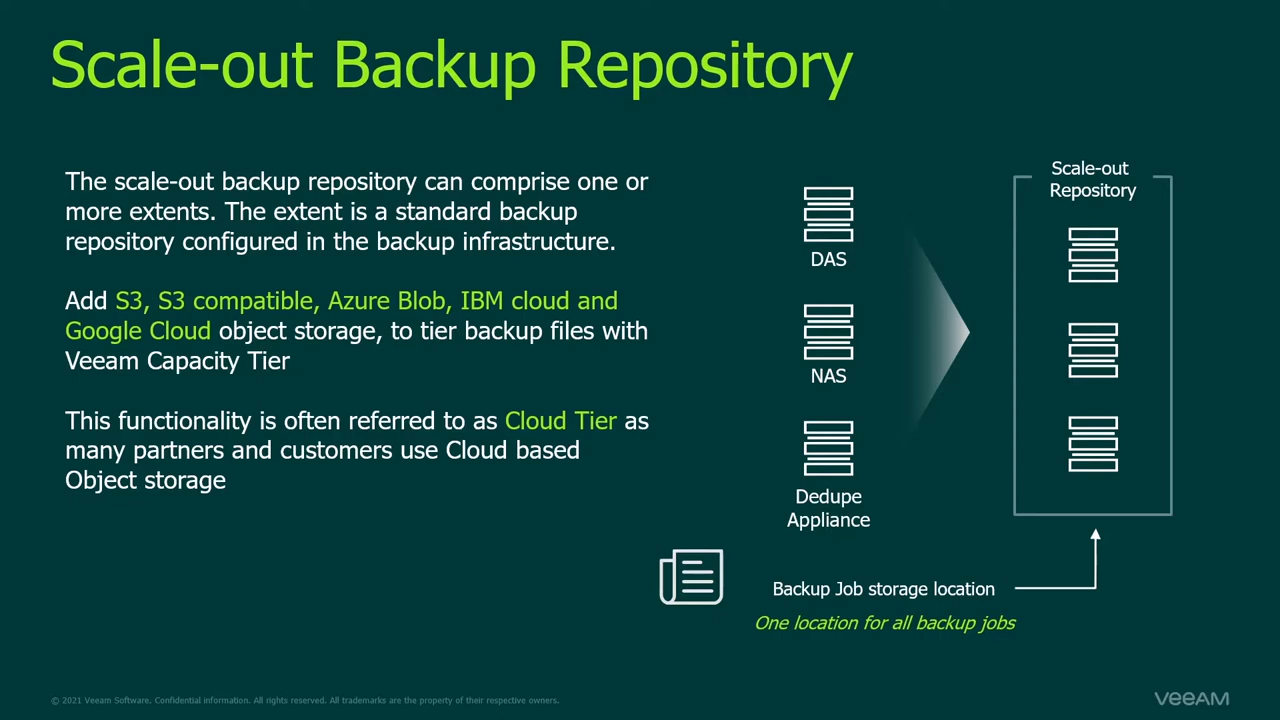 Scale-out Backup Repository
The scale-out backup repository can comprise one or
more extents. The extent is a standard backup
repository configured in the backup infrastructure.
Add S3, S3 compatible, Azure Blob, IBM cloud and
Google Cloud object storage, to tier backup files with
Veeam Capacity Tier
This functionality is often referred to as Cloud Tier as
many partners and customers use Cloud based
Object storage
DAS
NAS
Dedupe
Appliance
Scale-out
Repository
Backup Job storage location
One location for all backup jobs
© 2021 Veeam Software. Confidential information. All rights reserved. All trademarks are the property of their respective owners.
VEEAM